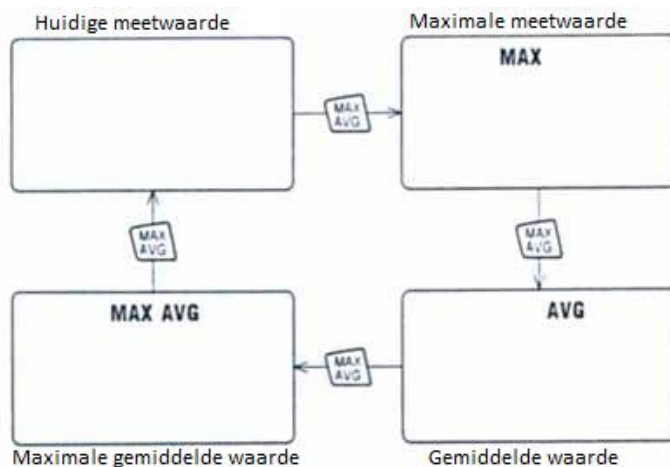 Huidige meetwaarde
Maximale meetwaarde
MAX
MAX
AVG
MAX
AVG
MAX
AVG
MAX AVG
MAX
AVG
AVG
Maximale gemiddelde waarde
Gemiddelde waarde